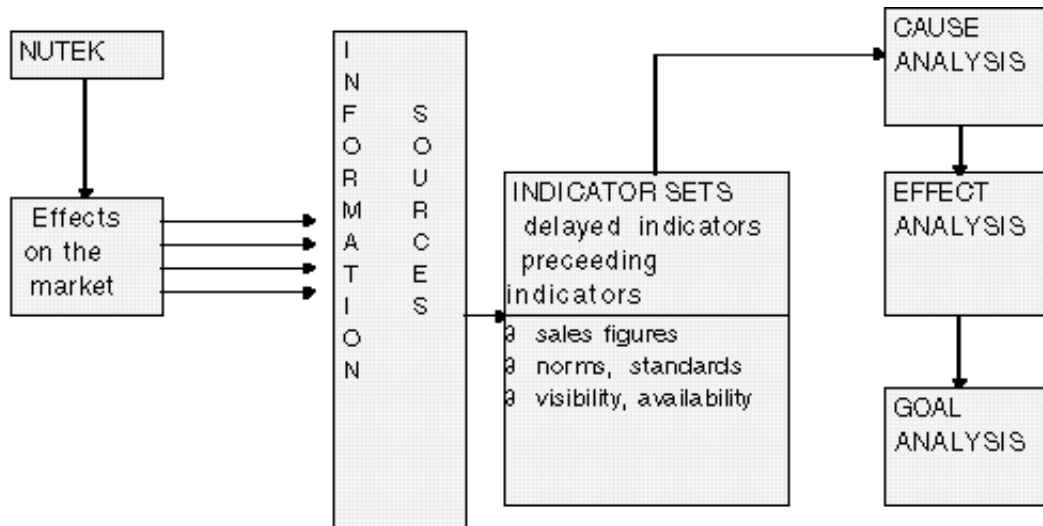 NUTEK
Effects
on the
market
INFORMATION
SOURCES
INDICATOR SETS
delayed indicators
preceeding
indicators
∂ sales figures
∂ norms, standards
∂ visibility, availability
CAUSE
ANALYSIS
EFFECT
ANALYSIS
GOAL
ANALYSIS